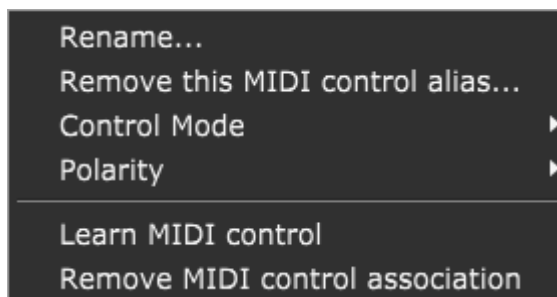 Rename...
Remove this MIDI control alias...
Control Mode
Polarity
Learn MIDI control
Remove MIDI control association